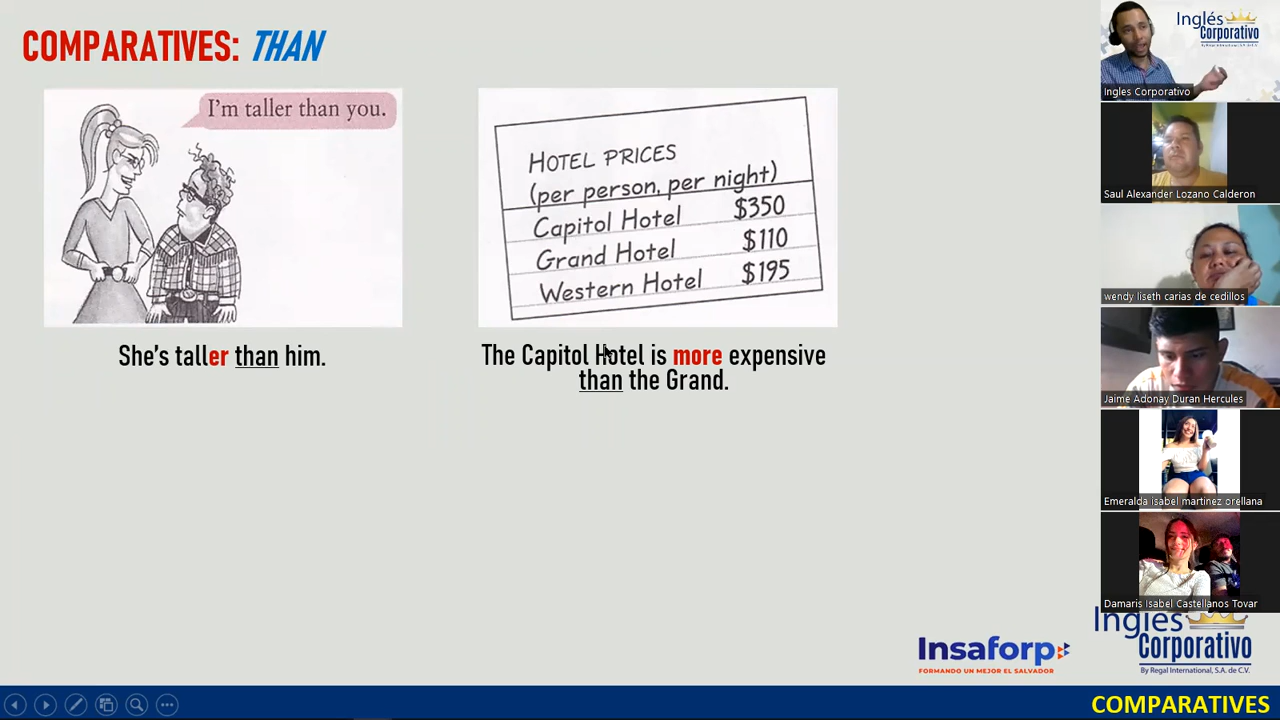 COMPARATIVES: THAN
I'm taller than you.
She's taller than him.
HOTEL PRICES
(per person, per night)
Capitol Hotel $350
Grand Hotel $110
Western Hotel $195
The Capitol Hotel is more expensive
than the Grand.
Inglés
Corporativo
Ingles Corporativo
Saul Alexander Lozano Calderon
wendy liseth carias de cedillos
Jaime Adonay Duran Hercules
Emeralda isabel martinez orellana
Damaris Isabel Castellanos Tovar
Insaforp
FORMANDO UN MEJOR EL SALVADOR
Inglés
Corporativo
By Regal International, S.A. de C.V.
COMPARATIVES